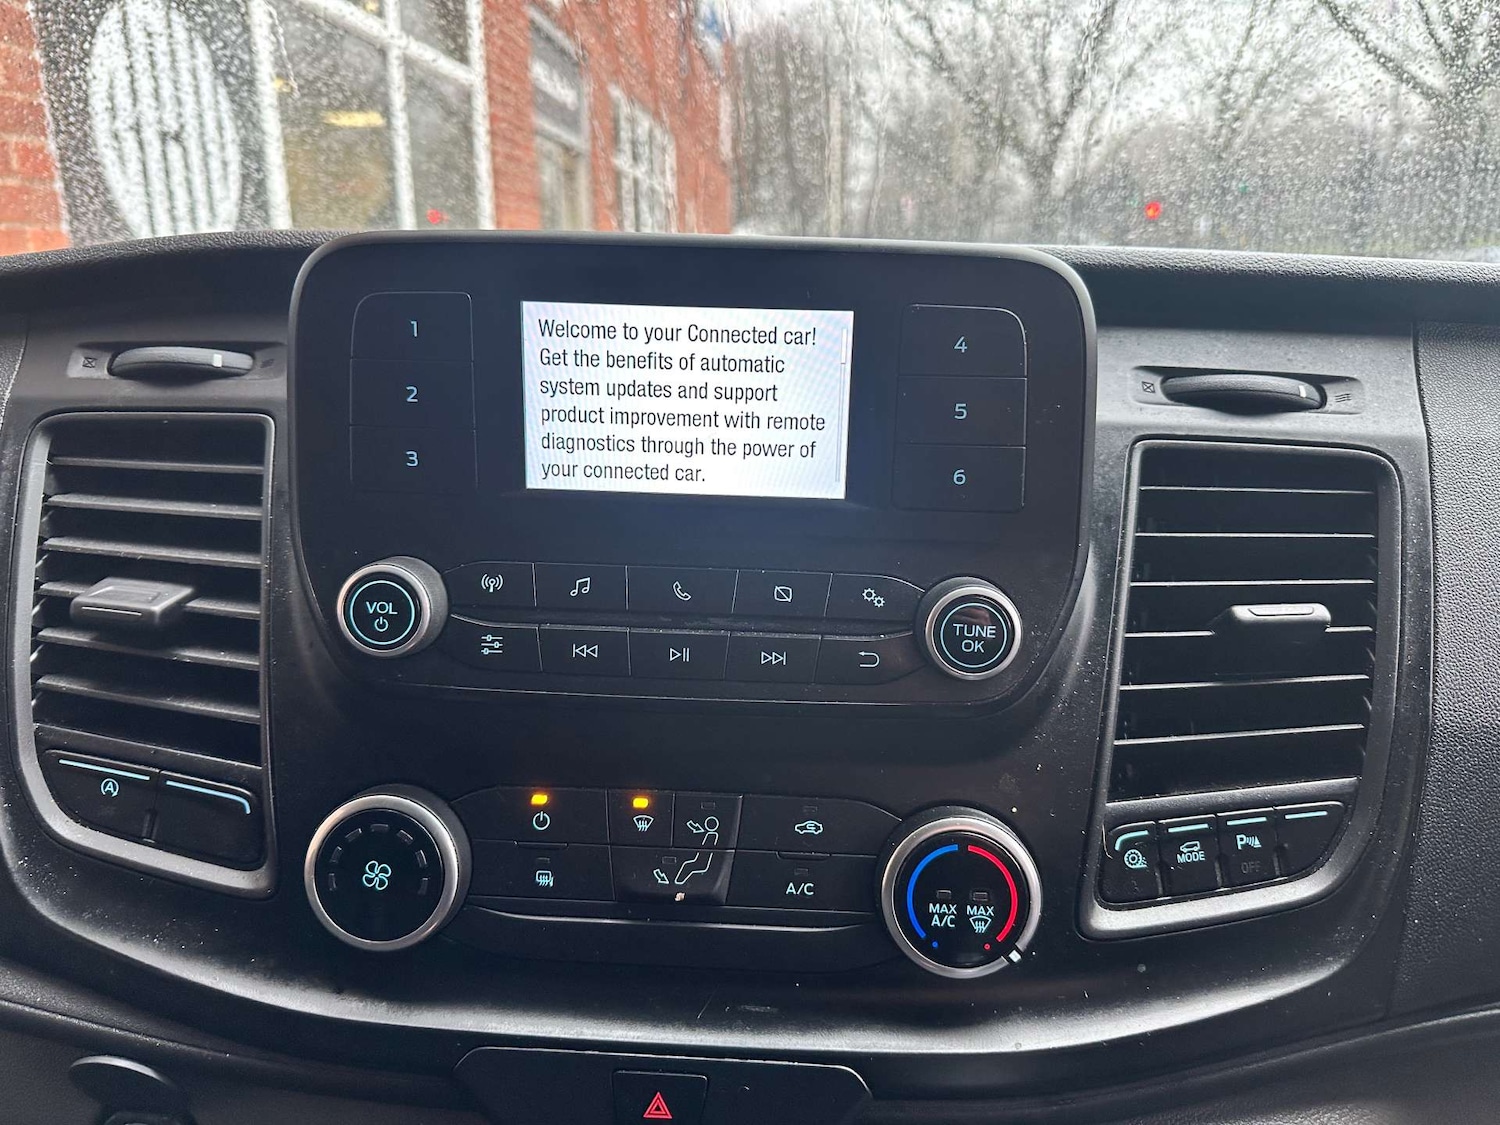 1
2
3
Welcome to your Connected car!
Get the benefits of automatic
system updates and support
product improvement with remote
diagnostics through the power of
your connected car.
4
5
6
VOL
TUNE
OK
A
A/C
MAX
A/C
MAX
MODE
P
OFF